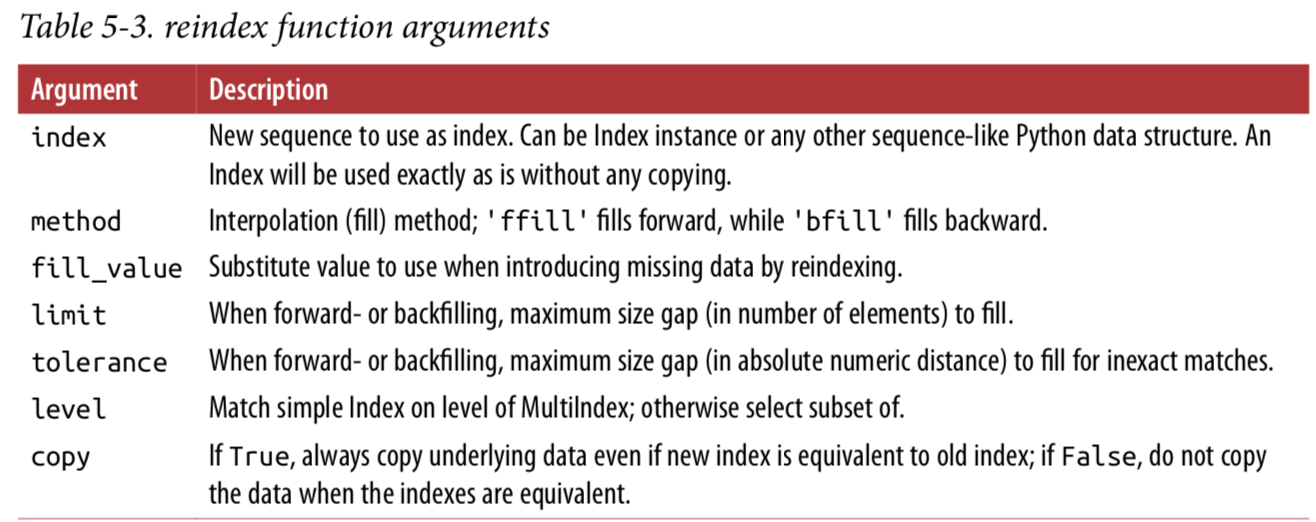 Table 5-3. reindex function arguments
Argument Description
index New sequence to use as index. Can be Index instance or any other sequence-like Python data structure. An
Index will be used exactly as is without any copying.
method Interpolation (fill) method; 'ffill' fills forward, while 'bfill' fills backward.
fill_value Substitute value to use when introducing missing data by reindexing.
limit When forward- or backfilling, maximum size gap (in number of elements) to fill.
tolerance When forward- or backfilling, maximum size gap (in absolute numeric distance) to fill for inexact matches.
level Match simple Index on level of MultiIndex; otherwise select subset of.
copy If True, always copy underlying data even if new index is equivalent to old index; if False, do not copy
the data when the indexes are equivalent.